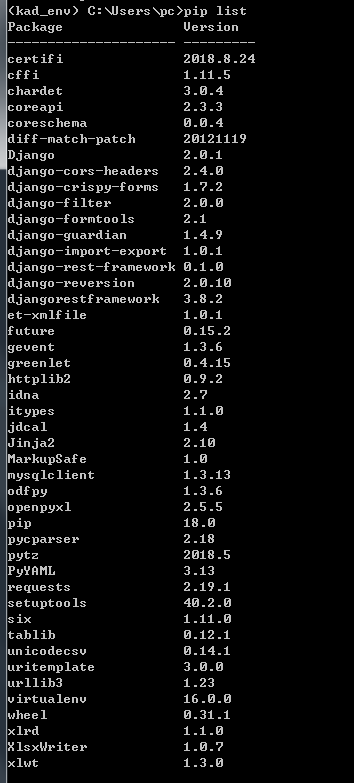 (kad_env) C:\Users\pc>pip list
Package Version
--------------------- ---------
certifi 2018.8.24
cffi 1.11.5
chardet 3.0.4
coreapi 2.3.3
coreschema 0.0.4
diff-match-patch 20121119
Django 2.0.1
django-cors-headers 2.4.0
django-crispy-forms 1.7.2
django-filter 2.0.0
django-formtools 2.1
django-guardian 1.4.9
django-import-export 1.0.1
django-rest-framework 0.1.0
django-reversion 2.0.10
djangorestframework 3.8.2
et-xmlfile 1.0.1
future 0.15.2
gevent 1.3.6
greenlet 0.4.15
httplib2 0.9.2
idna 2.7
itypes 1.1.0
jdcal 1.4
Jinja2 2.10
MarkupSafe 1.0
mysqlclient 1.3.13
odfpy 1.3.6
openpyxl 2.5.5
pip 18.0
pycparser 2.18
pytz 2018.5
PyYAML 3.13
requests 2.19.1
setuptools 40.2.0
six 1.11.0
tablib 0.12.1
unicodecsv 0.14.1
uritemplate 3.0.0
urllib3 1.23
virtualenv 16.0.0
wheel 0.31.1
xlrd 1.1.0
XlsxWriter 1.0.7
xlwt 1.3.0